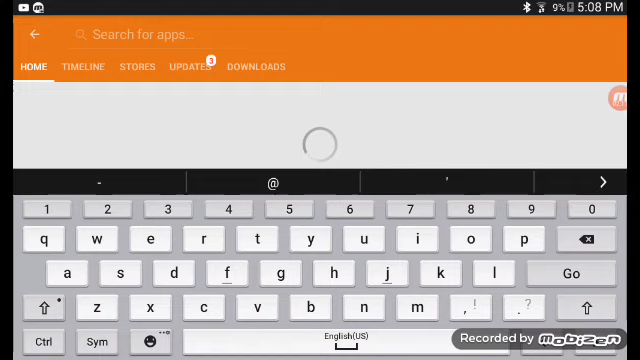 9% 5:08 PM
Search for apps...
HOME TIMELINE STORES UPDATES 3 DOWNLOADS
- @ '
1 2 3 4 5 6 7 8 9 0
q w e r t y u i o p
a s d f g h j k l Go
z x c v b n m , ! . ?
Ctrl Sym English(US)
Recorded by Mobizen